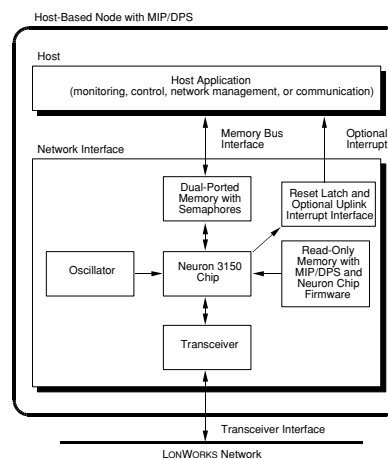 Host-Based Node with MIP/DPS
Host
Host Application
(monitoring, control, network management, or communication)
Memory Bus
Interface
Optional
Interrupt
Network Interface
Dual-Ported
Memory with
Semaphores
Reset Latch and
Optional Uplink
Interrupt Interface
Oscillator
Neuron 3150
Chip
Read-Only
Memory with
MIP/DPS and
Neuron Chip
Firmware
Transceiver
Transceiver Interface
LONWORKS Network